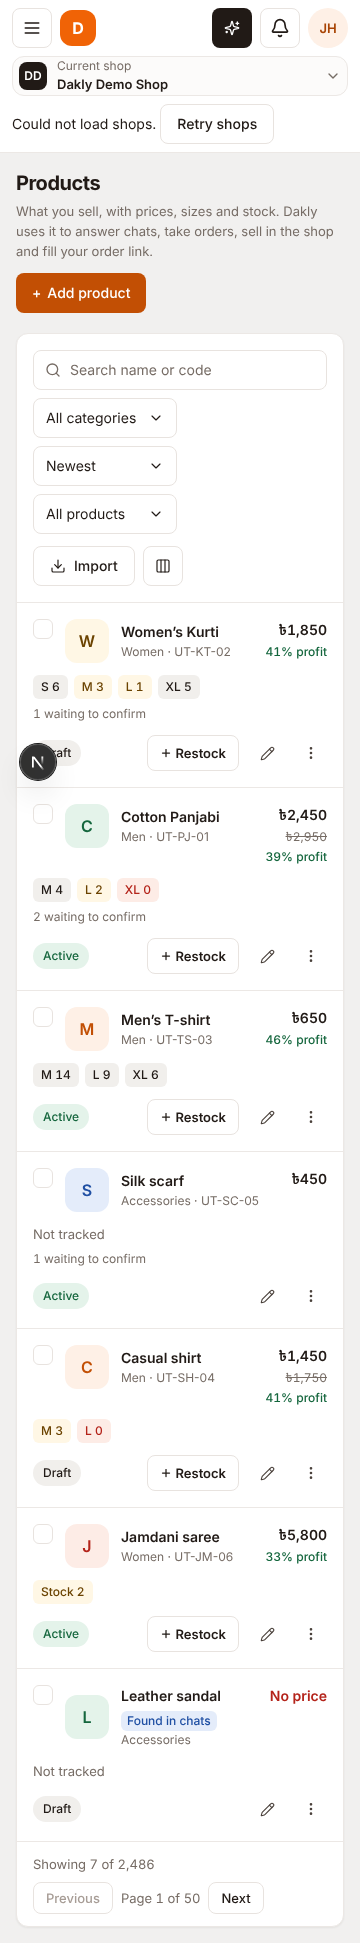 D
JH
DD
Current shop
Dakly Demo Shop
Could not load shops. Retry shops
Products
What you sell, with prices, sizes and stock. Dakly
uses it to answer chats, take orders, sell in the shop
and fill your order link.
+ Add product
Search name or code
All categories
Newest
All products
Import
W
Women’s Kurti ৳1,850
Women · UT-KT-02 41% profit
S 6 M 3 L 1 XL 5
1 waiting to confirm
N
+ Restock
C
Cotton Panjabi ৳2,450
Men · UT-PJ-01 ৳2,950
39% profit
M 4 L 2 XL 0
2 waiting to confirm
Active + Restock
M
Men’s T-shirt ৳650
Men · UT-TS-03 46% profit
M 14 L 9 XL 6
Active + Restock
S
Silk scarf ৳450
Accessories · UT-SC-05
Not tracked
1 waiting to confirm
Active
C
Casual shirt ৳1,450
Men · UT-SH-04 ৳1,750
41% profit
M 3 L 0
Draft + Restock
J
Jamdani saree ৳5,800
Women · UT-JM-06 33% profit
Stock 2
Active + Restock
L
Leather sandal No price
Found in chats
Accessories
Not tracked
Draft
Showing 7 of 2,486
Previous Page 1 of 50 Next